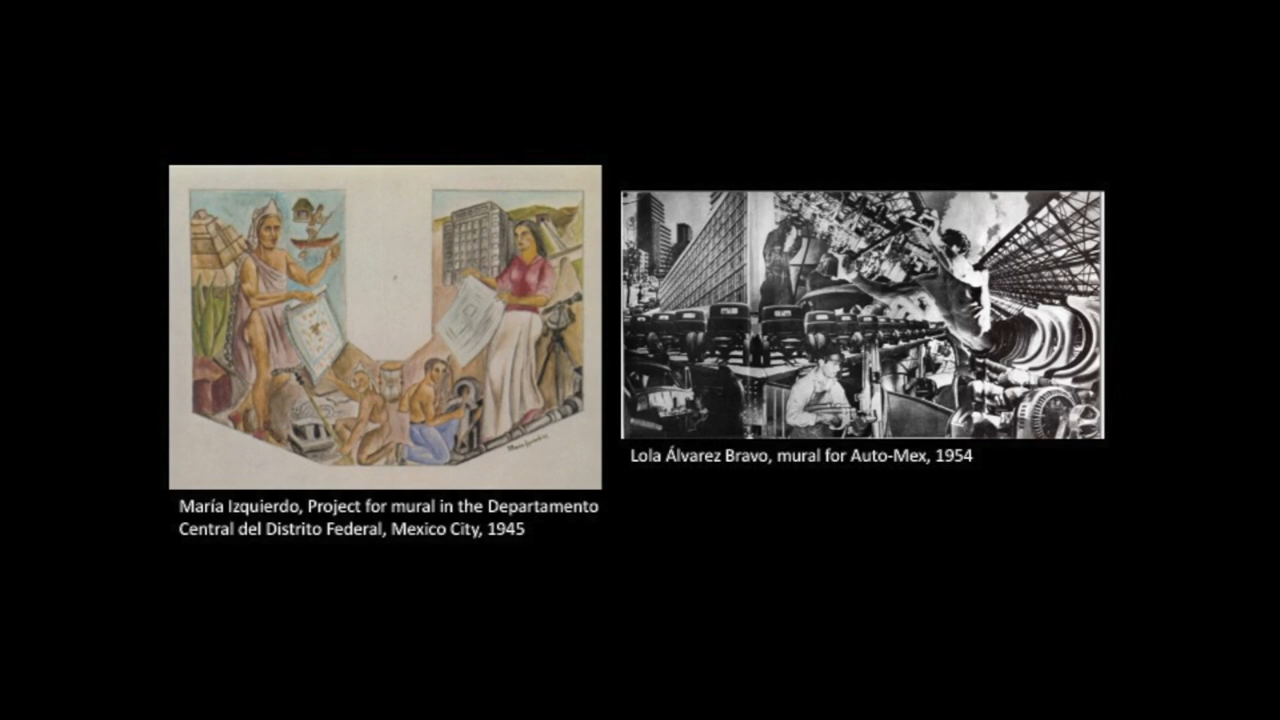 María Izquierdo, Project for mural in the Departamento
Central del Distrito Federal, Mexico City, 1945
Lola Álvarez Bravo, mural for Auto-Mex, 1954